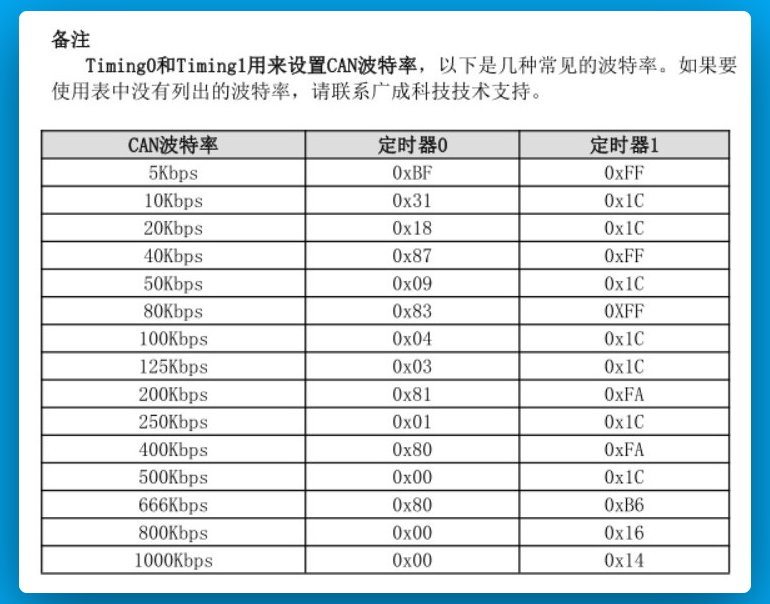 备注
Timing0和Timing1用来设置CAN波特率，以下是几种常见的波特率。如果要
使用表中没有列出的波特率，请联系广成科技技术支持。
CAN波特率 定时器0 定时器1
5Kbps 0xBF 0xFF
10Kbps 0x31 0x1C
20Kbps 0x18 0x1C
40Kbps 0x87 0xFF
50Kbps 0x09 0x1C
80Kbps 0x83 0XFF
100Kbps 0x04 0x1C
125Kbps 0x03 0x1C
200Kbps 0x81 0xFA
250Kbps 0x01 0x1C
400Kbps 0x80 0xFA
500Kbps 0x00 0x1C
666Kbps 0x80 0xB6
800Kbps 0x00 0x16
1000Kbps 0x00 0x14